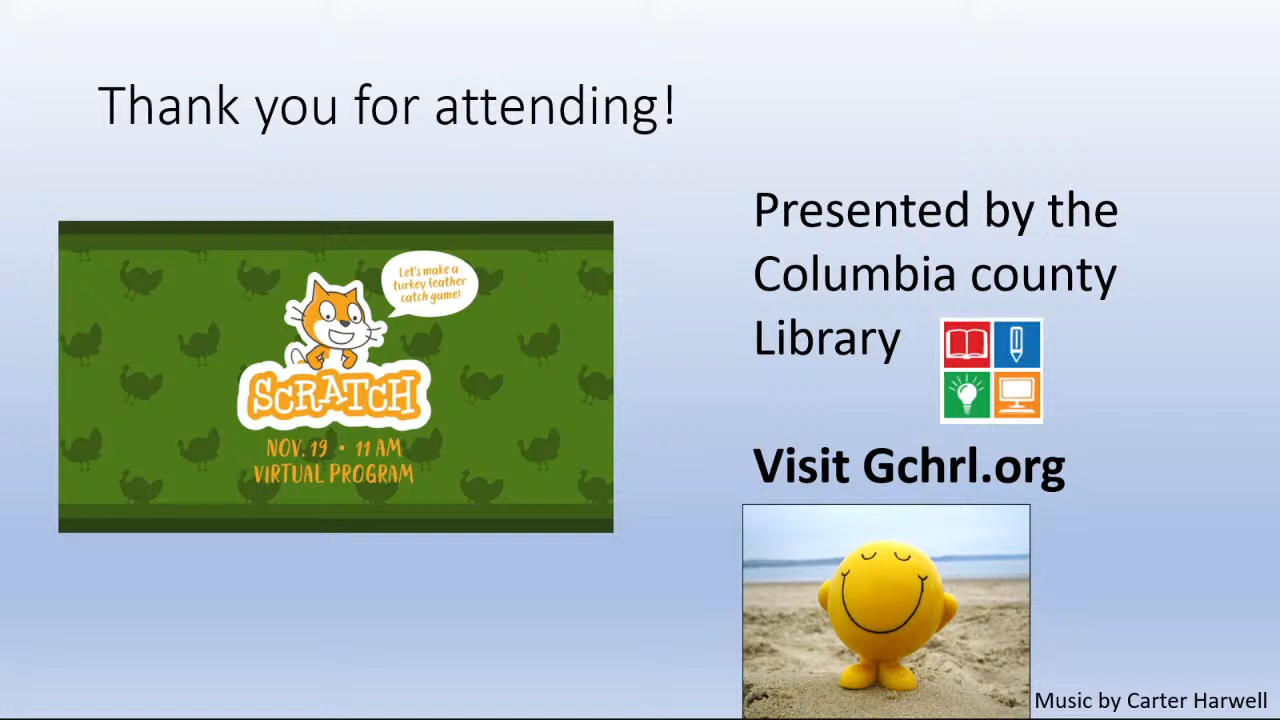 Thank you for attending!
Let's make a
turkey feather
catch game!
SCRATCH
NOV. 19 • 11 AM
VIRTUAL PROGRAM
Presented by the
Columbia county
Library
Visit Gchrl.org
Music by Carter Harwell